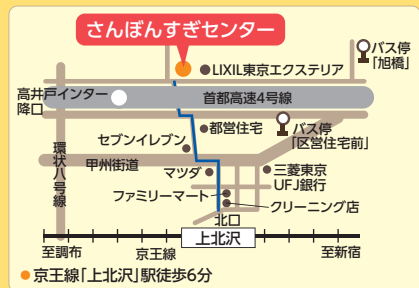 さんぼんすぎセンター
バス停
「旭橋」
LIXIL東京エクステリア
高井戸インター
降口
首都高速4号線
都営住宅
バス停
「区営住宅前」
セブンイレブン
甲州街道
環状八号線
マツダ
三菱東京
UFJ銀行
ファミリーマート
クリーニング店
北口
上北沢
至調布
京王線
至新宿
京王線「上北沢」駅徒歩6分